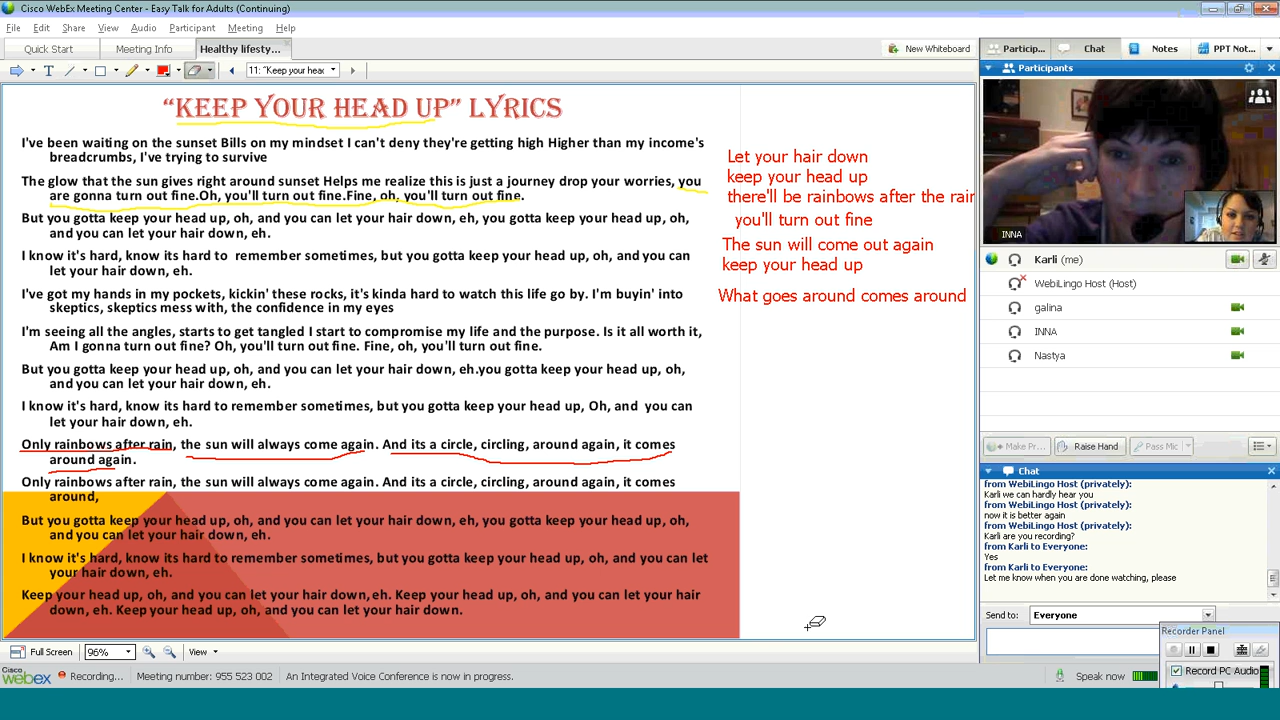 Cisco WebEx Meeting Center - Easy Talk for Adults (Continuing)
File Edit Share View Audio Participant Meeting Help
Quick Start Meeting Info Healthy lifesty... New Whiteboard
11: "Keep your head
"KEEP YOUR HEAD UP" LYRICS
I've been waiting on the sunset Bills on my mindset I can't deny they're getting high Higher than my income's
breadcrumbs, I've trying to survive
The glow that the sun gives right around sunset Helps me realize this is just a journey drop your worries, you
are gonna turn out fine.Oh, you'll turn out fine.Fine, oh, you'll turn out fine.
But you gotta keep your head up, oh, and you can let your hair down, eh, you gotta keep your head up, oh,
and you can let your hair down, eh.
I know it's hard, know its hard to remember sometimes, but you gotta keep your head up, oh, and you can
let your hair down, eh.
I've got my hands in my pockets, kickin' these rocks, it's kinda hard to watch this life go by. I'm buyin' into
skeptics, skeptics mess with, the confidence in my eyes
I'm seeing all the angles, starts to get tangled I start to compromise my life and the purpose. Is it all worth it,
Am I gonna turn out fine? Oh, you'll turn out fine. Fine, oh, you'll turn out fine.
But you gotta keep your head up, oh, and you can let your hair down, eh.you gotta keep your head up, oh,
and you can let your hair down, eh.
I know it's hard, know its hard to remember sometimes, but you gotta keep your head up, Oh, and you can
let your hair down, eh.
Only rainbows after rain, the sun will always come again. And its a circle, circling, around again, it comes
around again.
Only rainbows after rain, the sun will always come again. And its a circle, circling, around again, it comes
around,
But you gotta keep your head up, oh, and you can let your hair down, eh, you gotta keep your head up, oh,
and you can let your hair down, eh.
I know it's hard, know its hard to remember sometimes, but you gotta keep your head up, oh, and you can let
your hair down, eh.
Keep your head up, oh, and you can let your hair down, eh. Keep your head up, oh, and you can let your hair
down, eh. Keep your head up, oh, and you can let your hair down.
Let your hair down
keep your head up
there'll be rainbows after the rain
you'll turn out fine
The sun will come out again
keep your head up
What goes around comes around
Particip... Chat Notes PPT Not...
Participants
INNA
Karli (me)
WebiLingo Host (Host)
galina
INNA
Nastya
Make Pr... Raise Hand Pass Mic
Chat
from WebiLingo Host (privately):
Karli we can hardly hear you
from WebiLingo Host (privately):
now it is better again
from WebiLingo Host (privately):
Karli are you recording?
from Karli to Everyone:
Yes
from Karli to Everyone:
Let me know when you are done watching, please
Send to: Everyone
Recorder Panel
Record PC Audio
Full Screen 96% View
Cisco webex Recording... Meeting number: 955 523 002 An Integrated Voice Conference is now in progress. Speak now